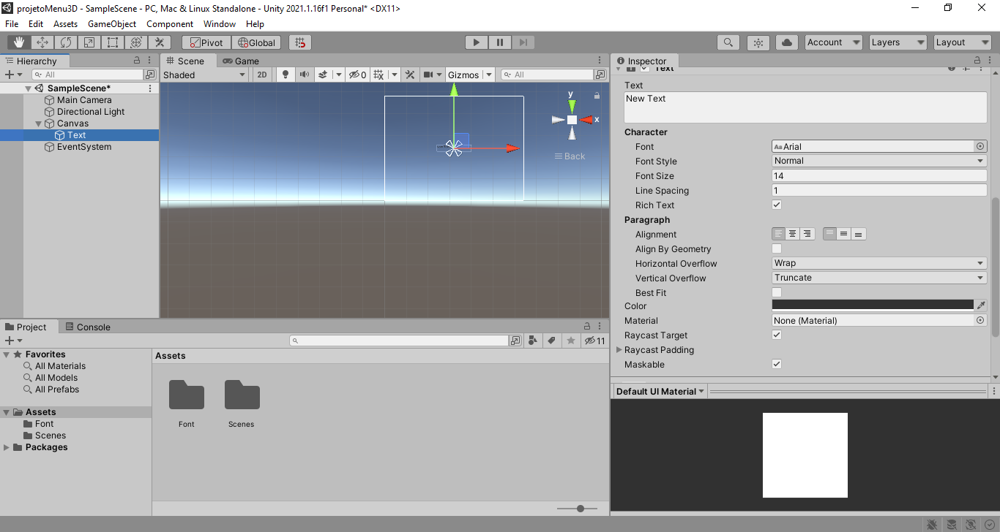 projetoMenu3D - SampleScene - PC, Mac & Linux Standalone - Unity 2021.1.16f1 Personal* <DX11>
File Edit Assets GameObject Component Window Help
Pivot Global Account Layers Layout
Hierarchy
All
SampleScene*
Main Camera
Directional Light
Canvas
Text
EventSystem
Scene Game
Shaded 2D 0 Gizmos All
y
x
Back
Inspector
Text
Text
New Text
Character
Font Arial
Font Style Normal
Font Size 14
Line Spacing 1
Rich Text
Paragraph
Alignment
Align By Geometry
Horizontal Overflow Wrap
Vertical Overflow Truncate
Best Fit
Color
Material None (Material)
Raycast Target
Raycast Padding
Maskable
Default UI Material
Project Console
11
Favorites
All Materials
All Models
All Prefabs
Assets
Font
Scenes
Packages
Assets
Font Scenes